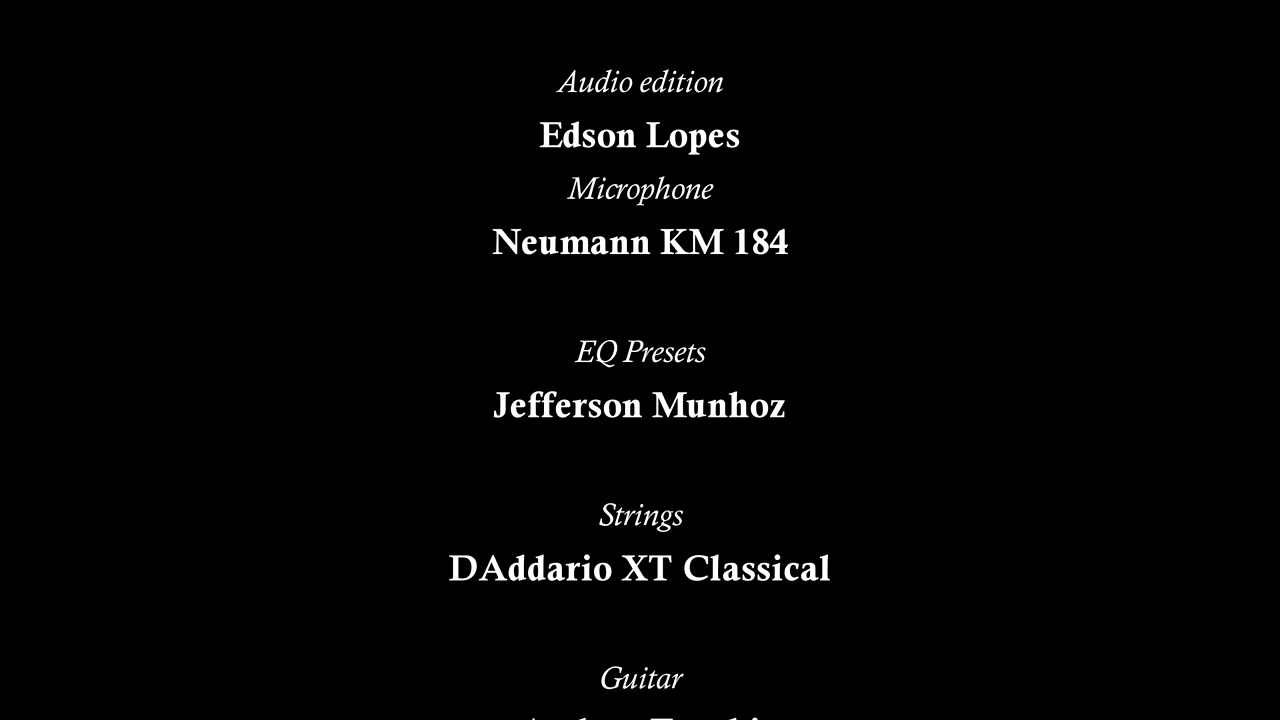 Audio edition
Edson Lopes
Microphone
Neumann KM 184
EQ Presets
Jefferson Munhoz
Strings
DAddario XT Classical
Guitar